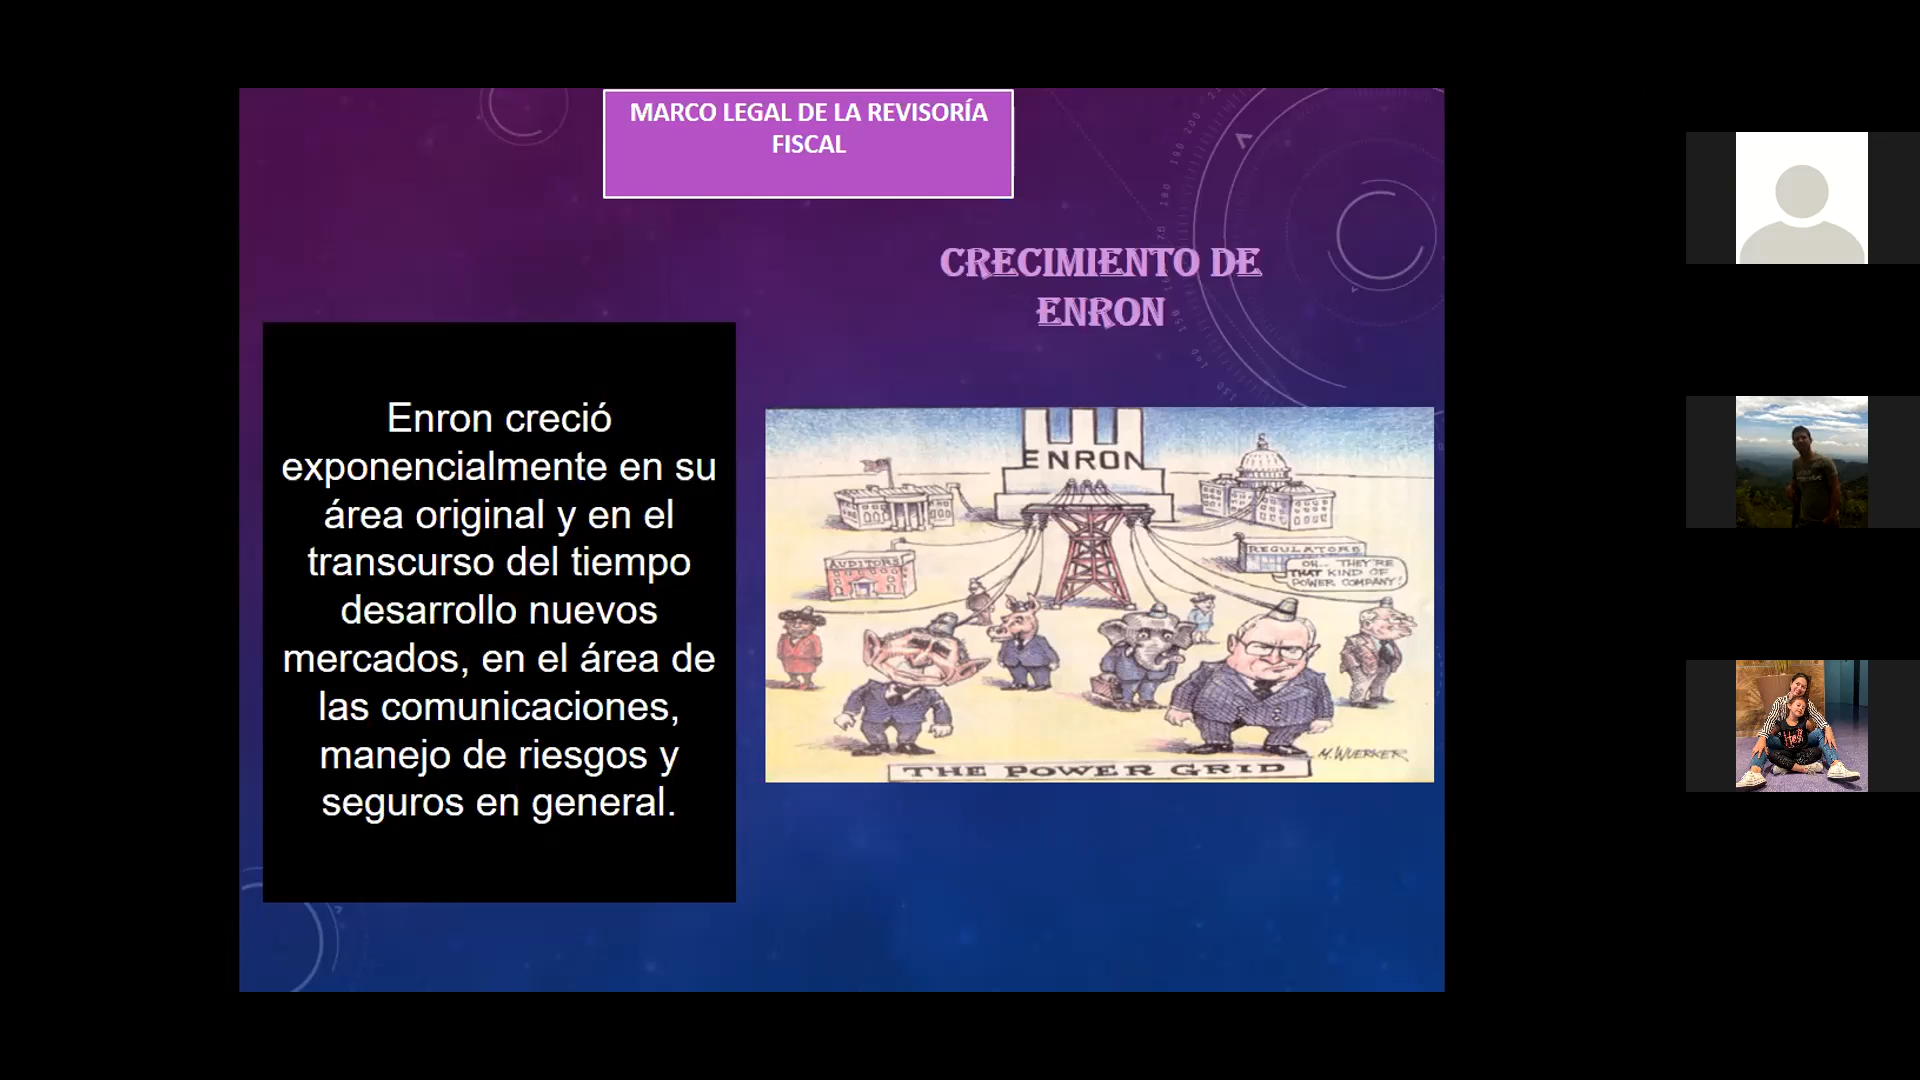 MARCO LEGAL DE LA REVISORÍA
FISCAL
CRECIMIENTO DE
ENRON
Enron creció
exponencialmente en su
área original y en el
transcurso del tiempo
desarrollo nuevos
mercados, en el área de
las comunicaciones,
manejo de riesgos y
seguros en general.
ENRON
AUDITORS
REGULATORS
OH... THEY'RE
THAT KIND OF
POWER COMPANY!
M. WUERKER
THE POWER GRID